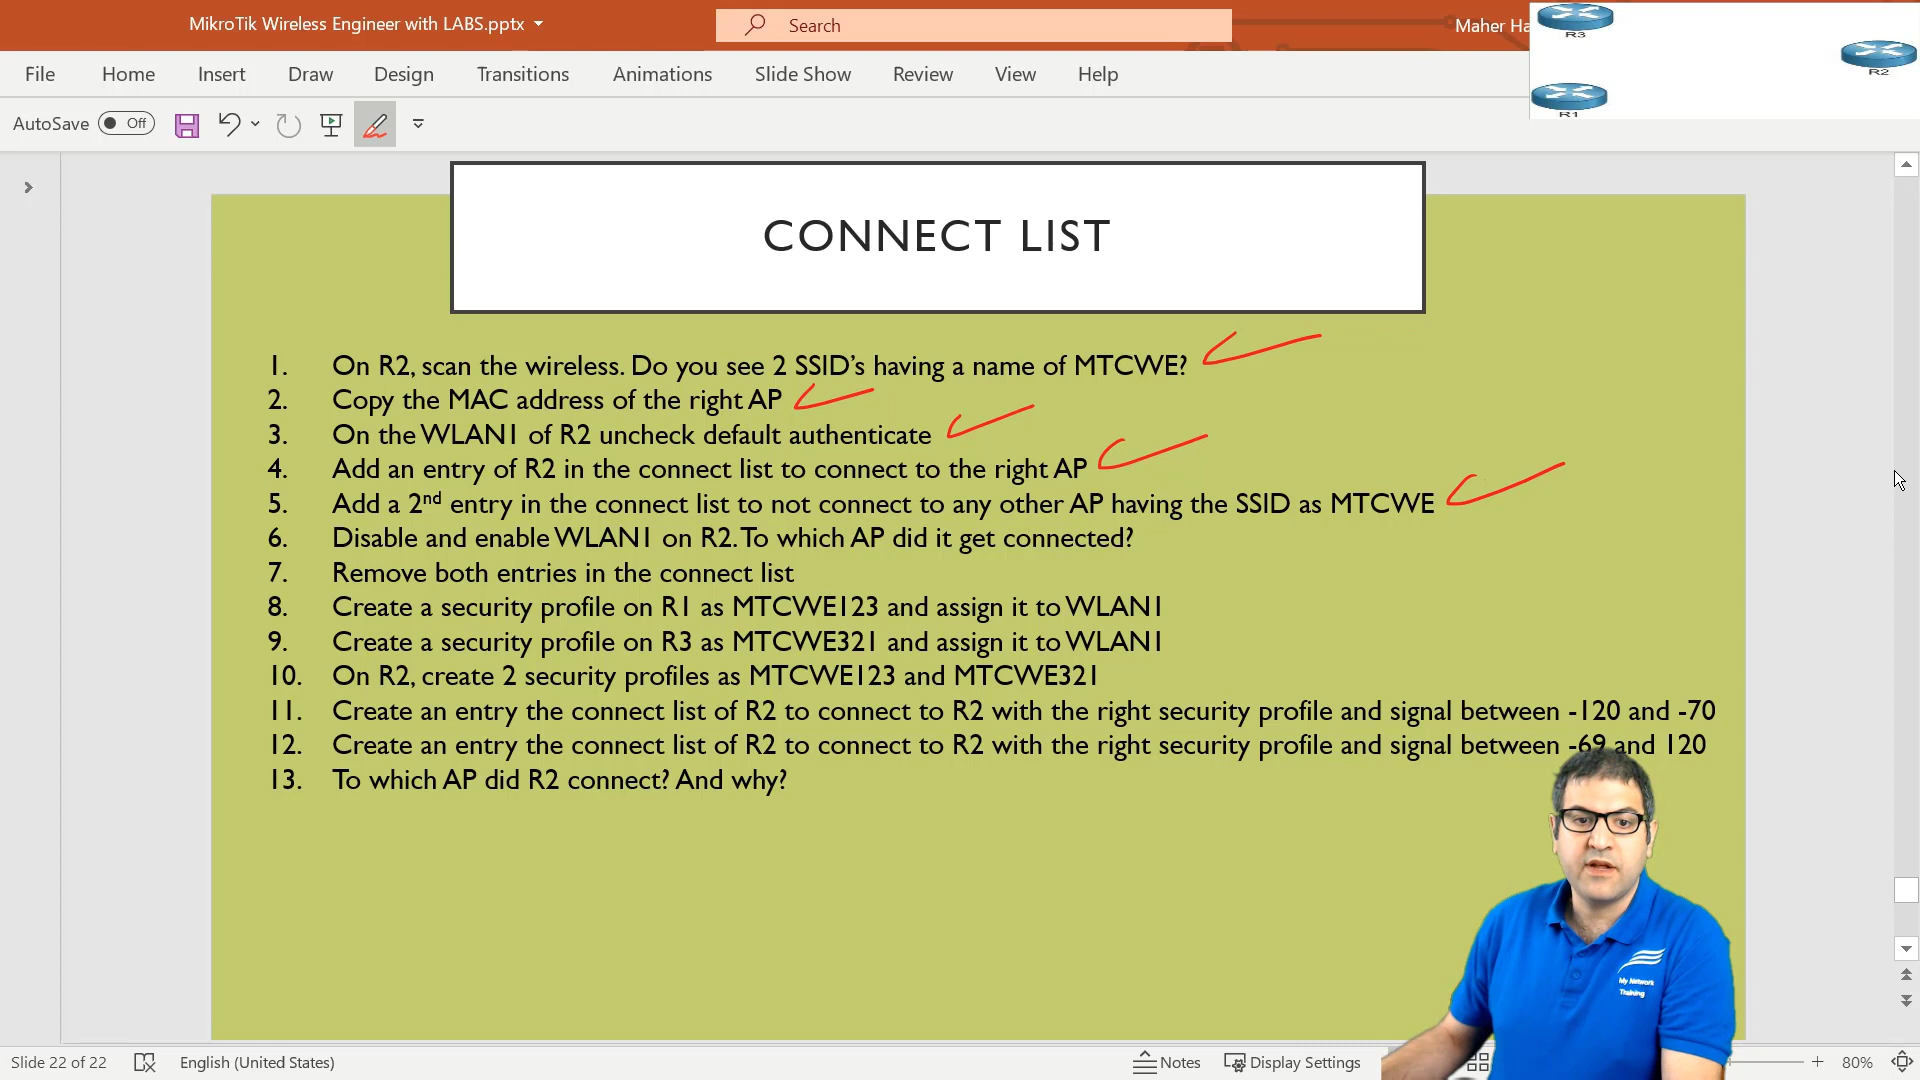 MikroTik Wireless Engineer with LABS.pptx
Search
Maher Ha
R3
R2
R1
File Home Insert Draw Design Transitions Animations Slide Show Review View Help
AutoSave Off
CONNECT LIST
1. On R2, scan the wireless. Do you see 2 SSID's having a name of MTCWE?
2. Copy the MAC address of the right AP
3. On the WLAN1 of R2 uncheck default authenticate
4. Add an entry of R2 in the connect list to connect to the right AP
5. Add a 2nd entry in the connect list to not connect to any other AP having the SSID as MTCWE
6. Disable and enable WLAN1 on R2. To which AP did it get connected?
7. Remove both entries in the connect list
8. Create a security profile on R1 as MTCWE123 and assign it to WLAN1
9. Create a security profile on R3 as MTCWE321 and assign it to WLAN1
10. On R2, create 2 security profiles as MTCWE123 and MTCWE321
11. Create an entry the connect list of R2 to connect to R2 with the right security profile and signal between -120 and -70
12. Create an entry the connect list of R2 to connect to R2 with the right security profile and signal between -69 and 120
13. To which AP did R2 connect? And why?
My Network
Training
Slide 22 of 22 English (United States) Notes Display Settings 80%